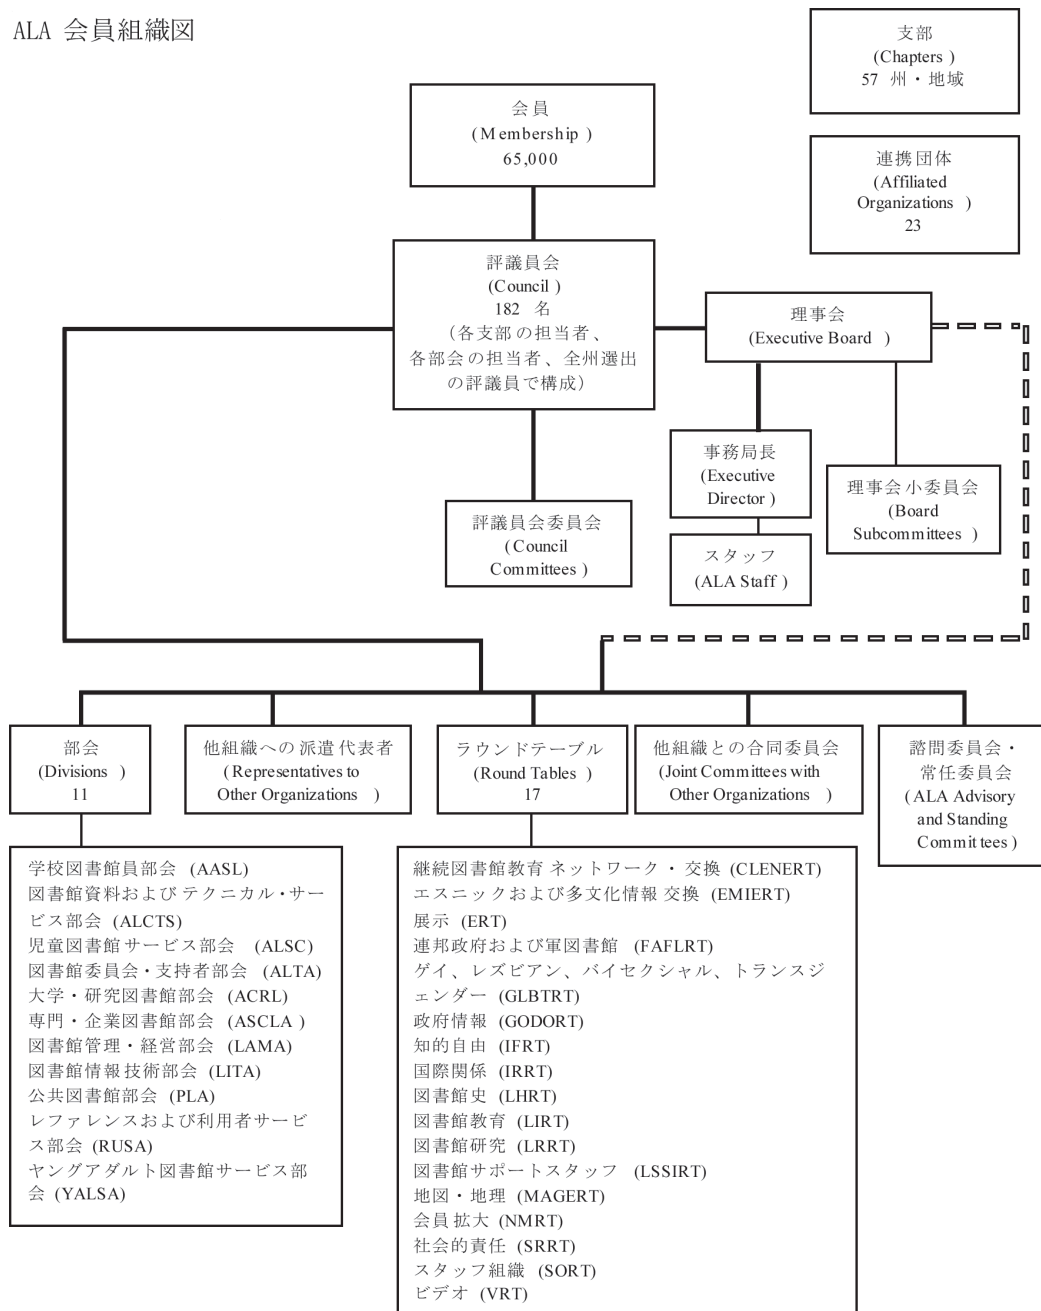 ALA 会員組織図
支部
(Chapters)
57 州・地域
会員
(Membership)
65,000
連携団体
(Affiliated
Organizations )
23
評議員会
(Council )
182 名
（各支部の担当者、
各部会の担当者、全州選出
の評議員で構成）
理事会
(Executive Board )
事務局長
(Executive
Director )
理事会小委員会
(Board
Subcommittees )
評議員会委員会
(Council
Committees )
スタッフ
(ALA Staff )
部会
(Divisions )
11
他組織への派遣代表者
(Representatives to
Other Organizations )
ラウンドテーブル
(Round Tables )
17
他組織との合同委員会
(Joint Committees with
Other Organizations )
諮問委員会・
常任委員会
(ALA Advisory
and Standing
Committees )
学校図書館員部会 (AASL)
図書館資料およびテクニカル・サー
ビス部会 (ALCTS)
児童図書館サービス部会 (ALSC)
図書館委員会・支持者部会 (ALTA)
大学・研究図書館部会 (ACRL)
専門・企業図書館部会 (ASCLA )
図書館管理・経営部会 (LAMA)
図書館情報技術部会 (LITA)
公共図書館部会 (PLA)
レファレンスおよび利用者サービ
ス部会 (RUSA)
ヤングアダルト図書館サービス部
会 (YALSA)
継続図書館教育ネットワーク・交換 (CLENERT)
エスニックおよび多文化情報交換 (EMIERT)
展示 (ERT)
連邦政府および軍図書館 (FAFLRT)
ゲイ、レズビアン、バイセクシャル、トランスジ
ェンダー (GLBTRT)
政府情報 (GODORT)
知的自由 (IFRT)
国際関係 (IRRT)
図書館史 (LHRT)
図書館教育 (LIRT)
図書館研究 (LRRT)
図書館サポートスタッフ (LSSIRT)
地図・地理 (MAGERT)
会員拡大 (NMRT)
社会的責任 (SRRT)
スタッフ組織 (SORT)
ビデオ (VRT)